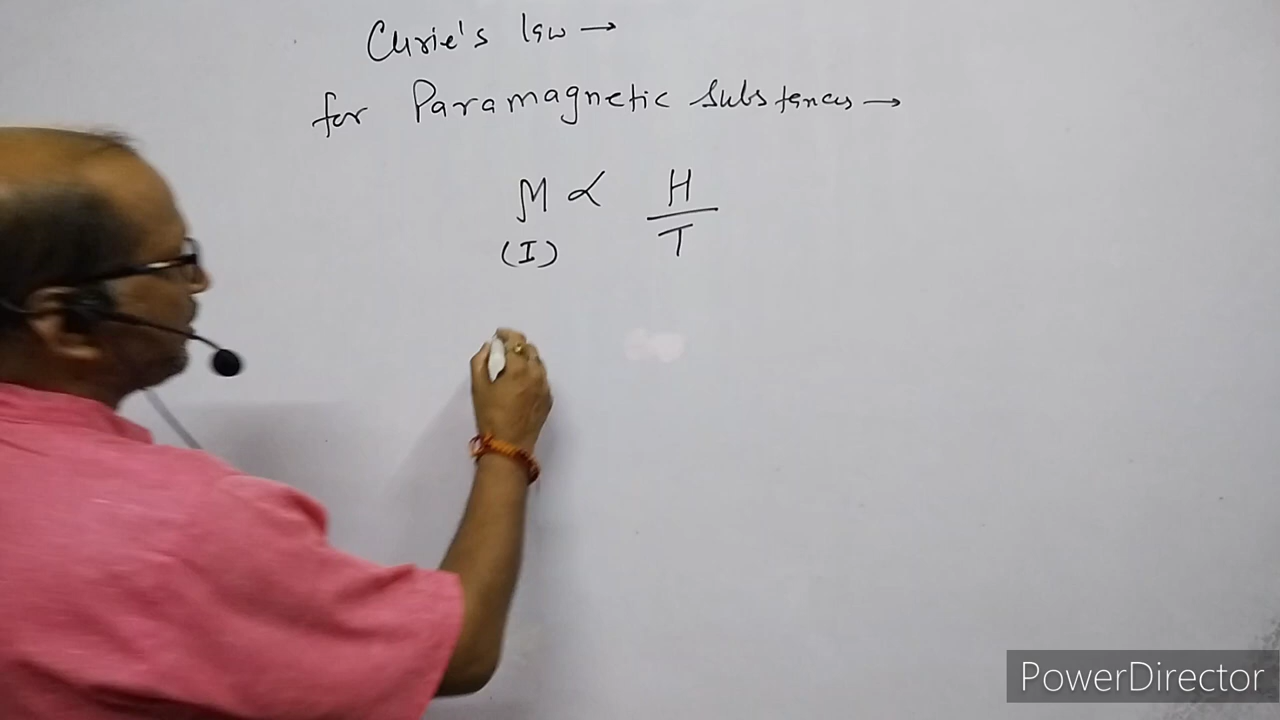 Curie's law →
for Paramagnetic Substances →
M ∝ H/T
(I)
PowerDirector